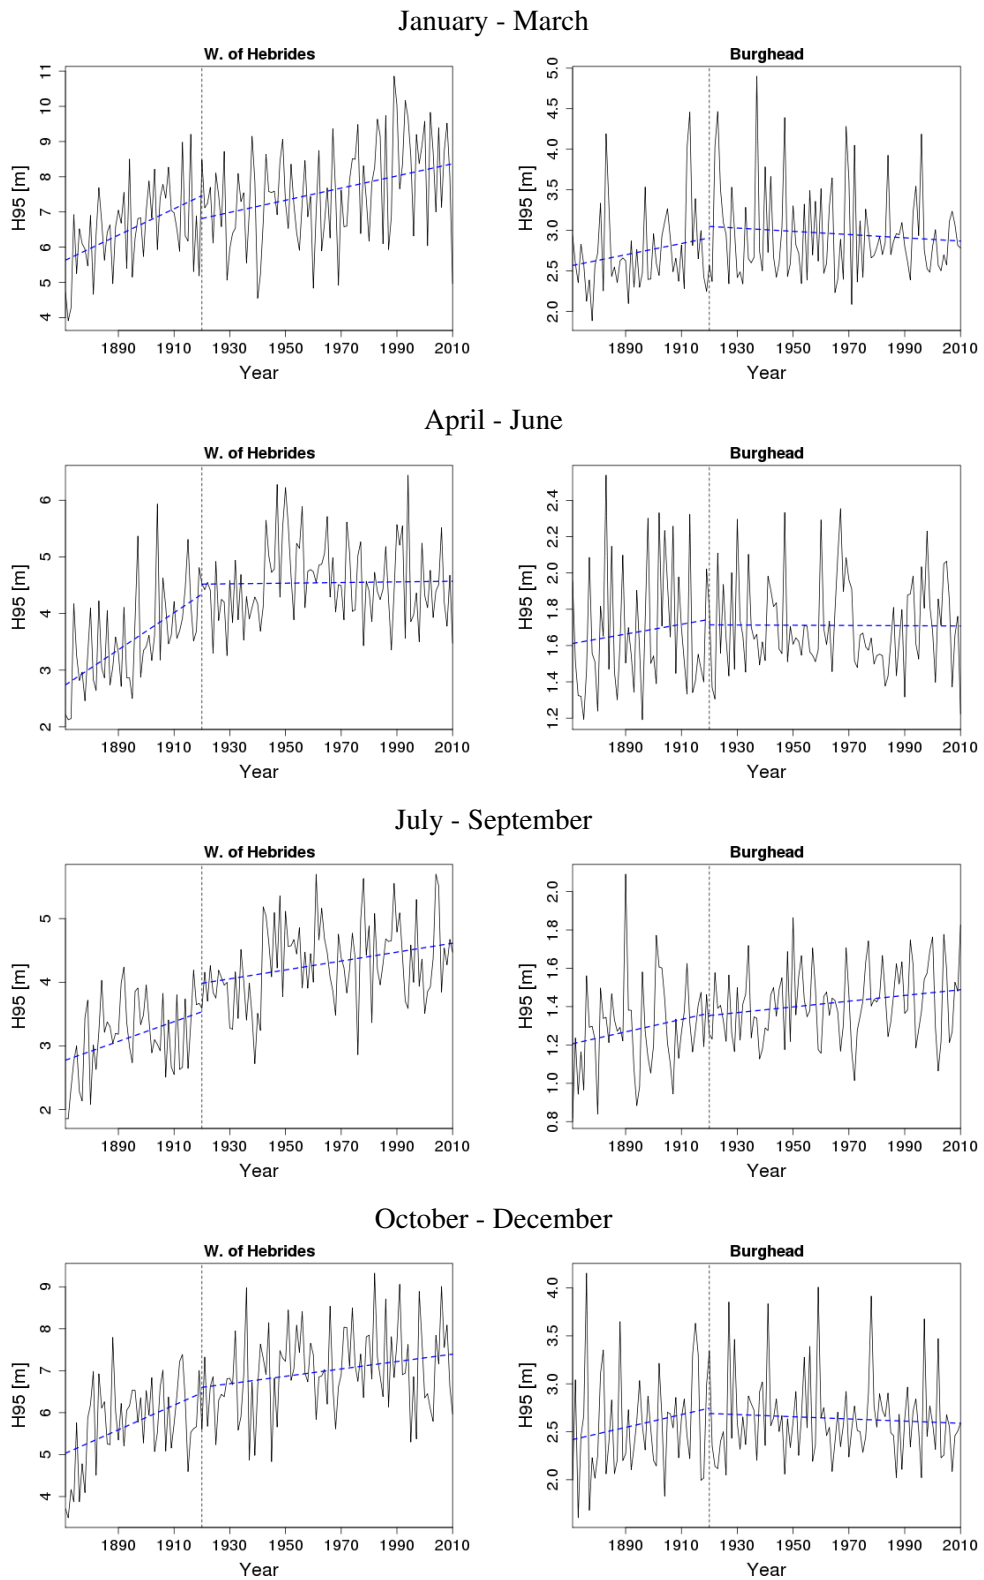 January - March
W. of Hebrides
Burghead
H95 [m]
4 5 6 7 8 9 10 11
1890 1910 1930 1950 1970 1990 2010
Year
H95 [m]
2.0 2.5 3.0 3.5 4.0 4.5 5.0
1890 1910 1930 1950 1970 1990 2010
Year
April - June
W. of Hebrides
Burghead
H95 [m]
2 3 4 5 6
1890 1910 1930 1950 1970 1990 2010
Year
H95 [m]
1.2 1.4 1.6 1.8 2.0 2.2 2.4
1890 1910 1930 1950 1970 1990 2010
Year
July - September
W. of Hebrides
Burghead
H95 [m]
2 3 4 5
1890 1910 1930 1950 1970 1990 2010
Year
H95 [m]
0.8 1.0 1.2 1.4 1.6 1.8 2.0
1890 1910 1930 1950 1970 1990 2010
Year
October - December
W. of Hebrides
Burghead
H95 [m]
4 5 6 7 8 9
1890 1910 1930 1950 1970 1990 2010
Year
H95 [m]
2.0 2.5 3.0 3.5 4.0
1890 1910 1930 1950 1970 1990 2010
Year